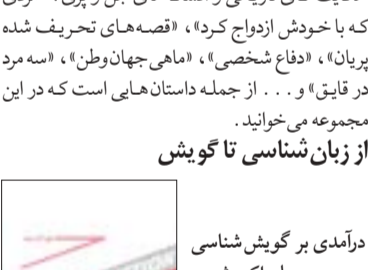 که با خودش ازدواج کرد»، «قصه‌های تحریف شده
پریان»، «دفاع شخصی»، «ماهی جهان‌وطن»، «سه مرد
در قایق» و . . . از جمله داستان‌هایی است که در این
مجموعه می‌خوانید.
از زبان‌شناسی تا گویش
درآمدی بر گویش‌شناسی